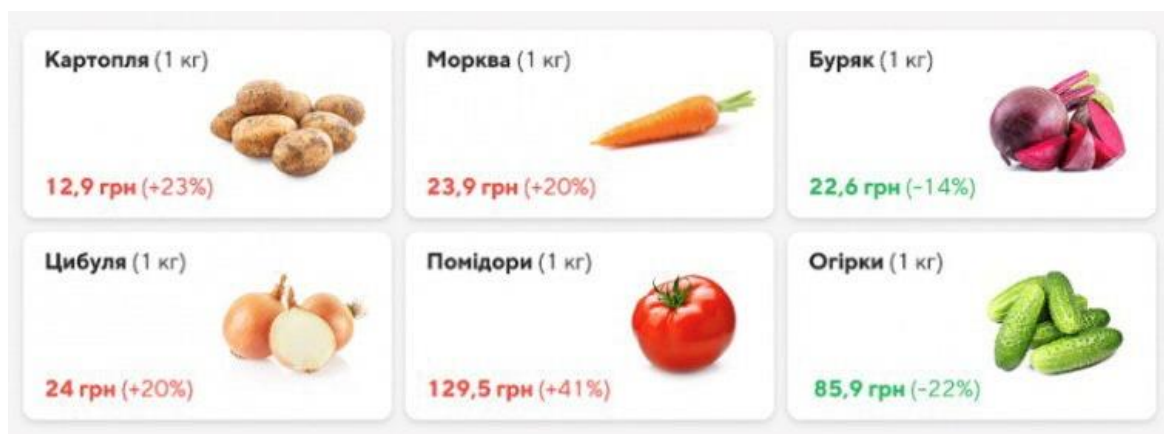 Картопля (1 кг)
12,9 грн (+23%)
Морква (1 кг)
23,9 грн (+20%)
Буряк (1 кг)
22,6 грн (-14%)
Цибуля (1 кг)
24 грн (+20%)
Помідори (1 кг)
129,5 грн (+41%)
Огірки (1 кг)
85,9 грн (-22%)